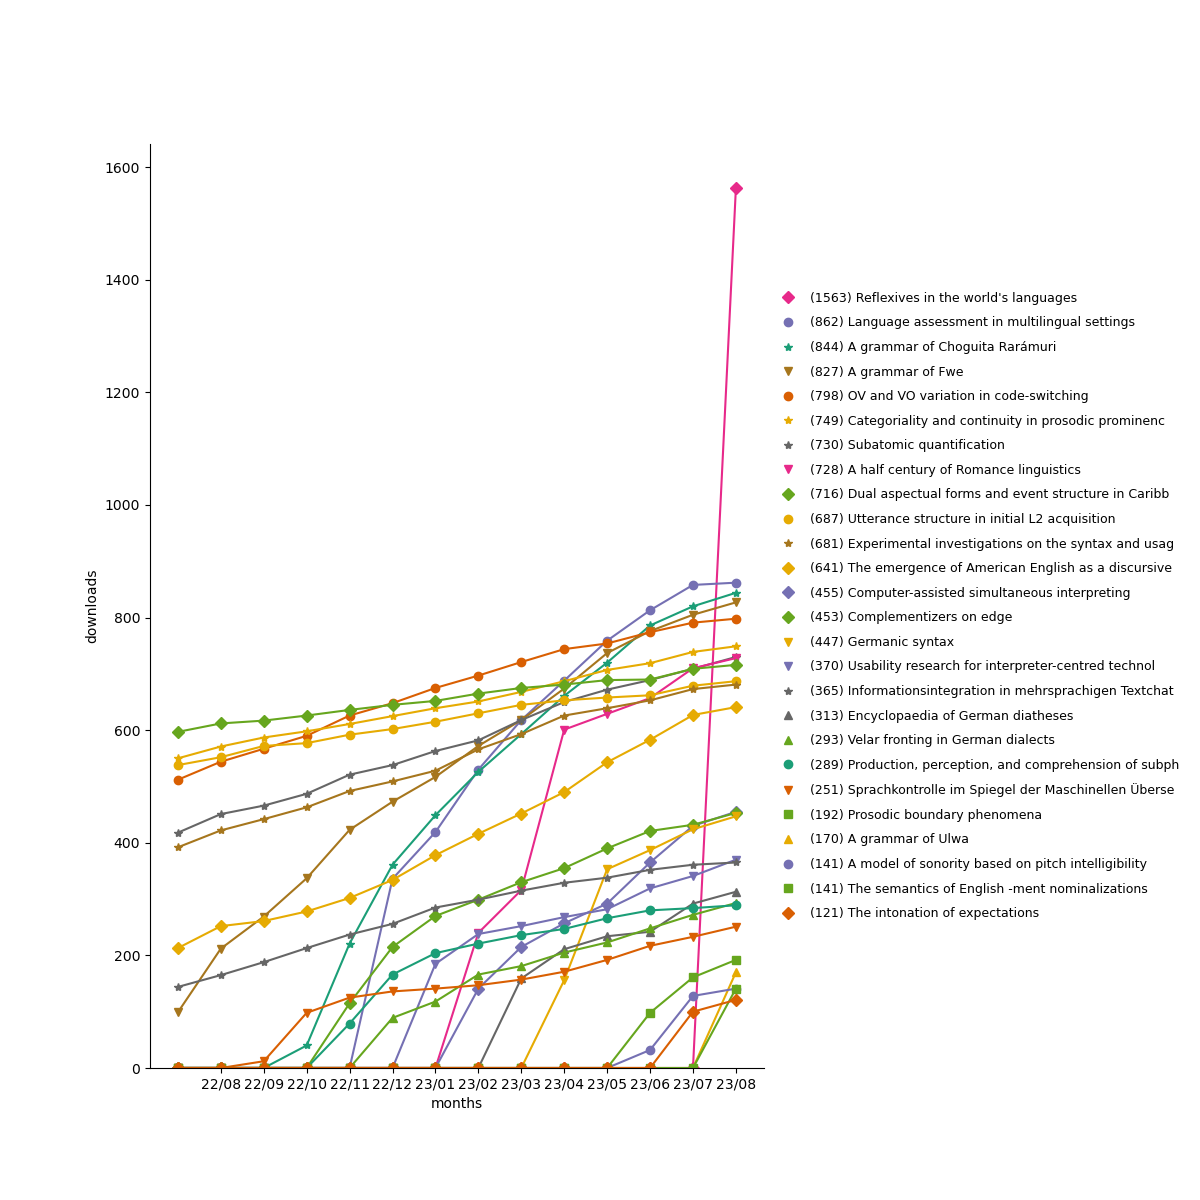 1600
1400
1200
1000
800
600
400
200
0
downloads
22/08 22/09 22/10 22/11 22/12 23/01 23/02 23/03 23/04 23/05 23/06 23/07 23/08
months
(1563) Reflexives in the world's languages
(862) Language assessment in multilingual settings
(844) A grammar of Choguita Rarámuri
(827) A grammar of Fwe
(798) OV and VO variation in code-switching
(749) Categoriality and continuity in prosodic prominenc
(730) Subatomic quantification
(728) A half century of Romance linguistics
(716) Dual aspectual forms and event structure in Caribb
(687) Utterance structure in initial L2 acquisition
(681) Experimental investigations on the syntax and usag
(641) The emergence of American English as a discursive
(455) Computer-assisted simultaneous interpreting
(453) Complementizers on edge
(447) Germanic syntax
(370) Usability research for interpreter-centred technol
(365) Informationsintegration in mehrsprachigen Textchat
(313) Encyclopaedia of German diatheses
(293) Velar fronting in German dialects
(289) Production, perception, and comprehension of subph
(251) Sprachkontrolle im Spiegel der Maschinellen Überse
(192) Prosodic boundary phenomena
(170) A grammar of Ulwa
(141) A model of sonority based on pitch intelligibility
(141) The semantics of English -ment nominalizations
(121) The intonation of expectations